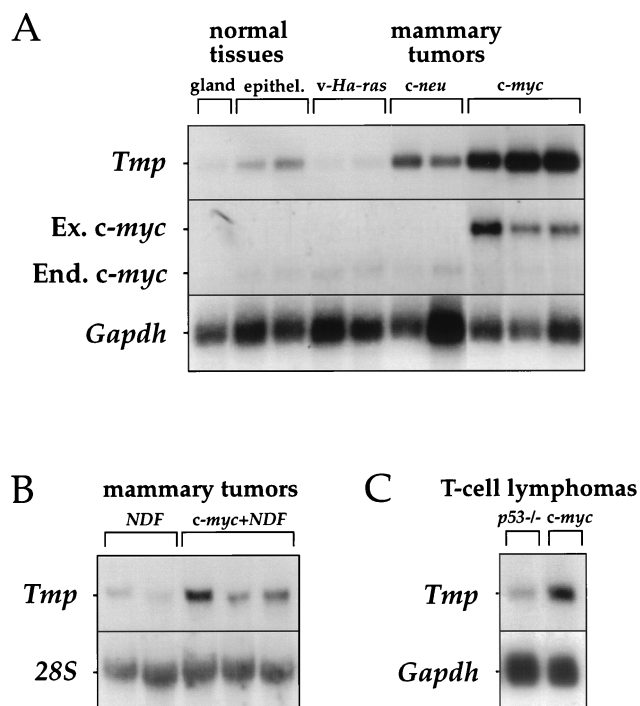 A
normal tissues
mammary tumors
gland epithel. v-Ha-ras c-neu c-myc
Tmp
Ex. c-myc
End. c-myc
Gapdh
B
mammary tumors
NDF c-myc+NDF
Tmp
28S
C
T-cell lymphomas
p53-/- c-myc
Tmp
Gapdh